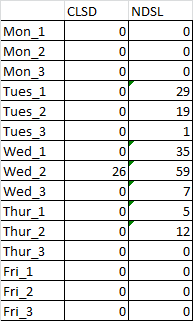 CLSD NDSL
Mon_1 0 0
Mon_2 0 0
Mon_3 0 0
Tues_1 0 29
Tues_2 0 19
Tues_3 0 1
Wed_1 0 35
Wed_2 26 59
Wed_3 0 7
Thur_1 0 5
Thur_2 0 12
Thur_3 0 0
Fri_1 0 0
Fri_2 0 0
Fri_3 0 0